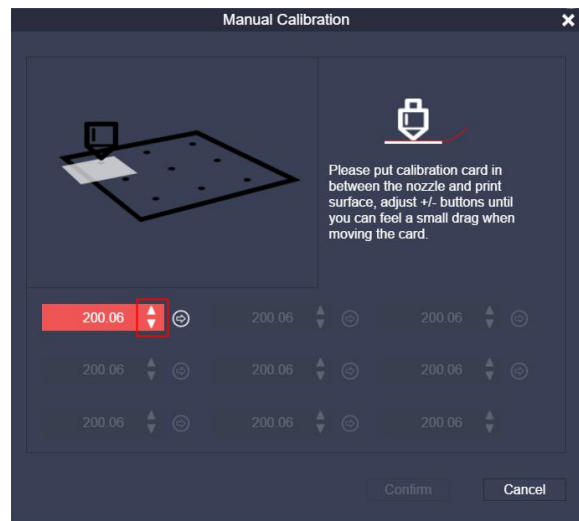 Manual Calibration
Please put calibration card in
between the nozzle and print
surface, adjust +/- buttons until
you can feel a small drag when
moving the card.
200.06 200.06 200.06
200.06 200.06 200.06
200.06 200.06 200.06
Confirm Cancel